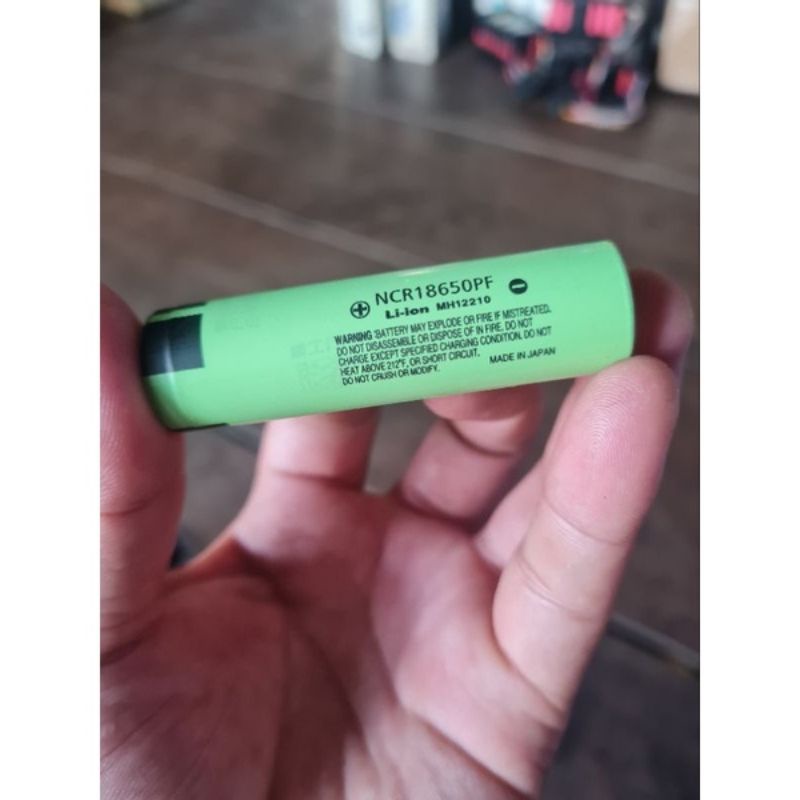 ⊕ NCR18650PF ⊖
Li-ion MH12210
WARNING :BATTERY MAY EXPLODE OR FIRE IF MISTREATED.
DO NOT DISASSEMBLE OR DISPOSE OF IN FIRE. DO NOT
CHARGE EXCEPT SPECIFIED CHARGING CONDITION. DO NOT
HEAT ABOVE 212°F, OR SHORT CIRCUIT.
DO NOT CRUSH OR MODIFY.
MADE IN JAPAN